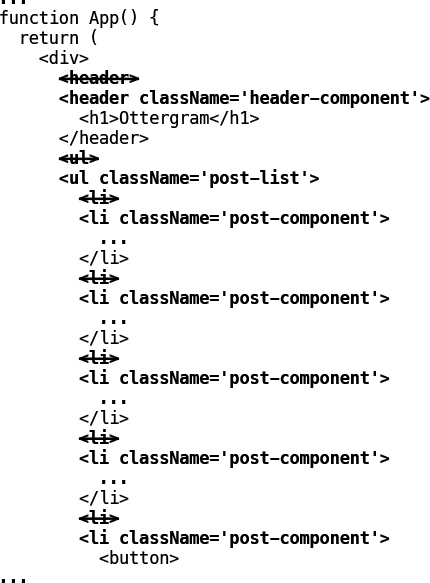 ...
function App() {
  return (
    <div>
      <header>
      <header className='header-component'>
        <h1>Ottergram</h1>
      </header>
      <ul>
      <ul className='post-list'>
        <li>
        <li className='post-component'>
          ...
        </li>
        <li>
        <li className='post-component'>
          ...
        </li>
        <li>
        <li className='post-component'>
          ...
        </li>
        <li>
        <li className='post-component'>
          ...
        </li>
        <li>
        <li className='post-component'>
          <button>
...